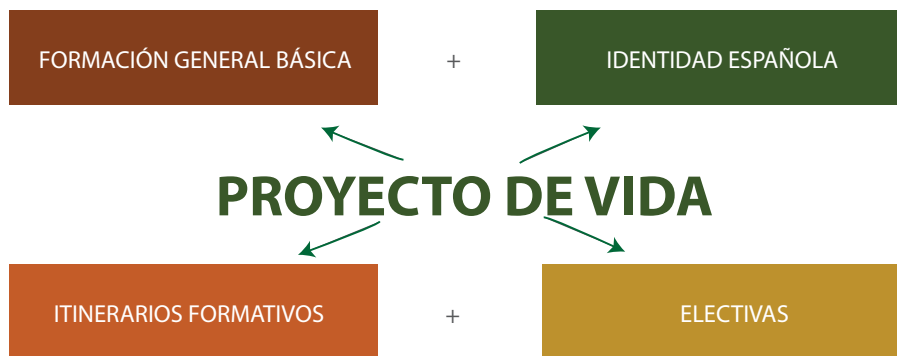 FORMACIÓN GENERAL BÁSICA + IDENTIDAD ESPAÑOLA
PROYECTO DE VIDA
ITINERARIOS FORMATIVOS + ELECTIVAS